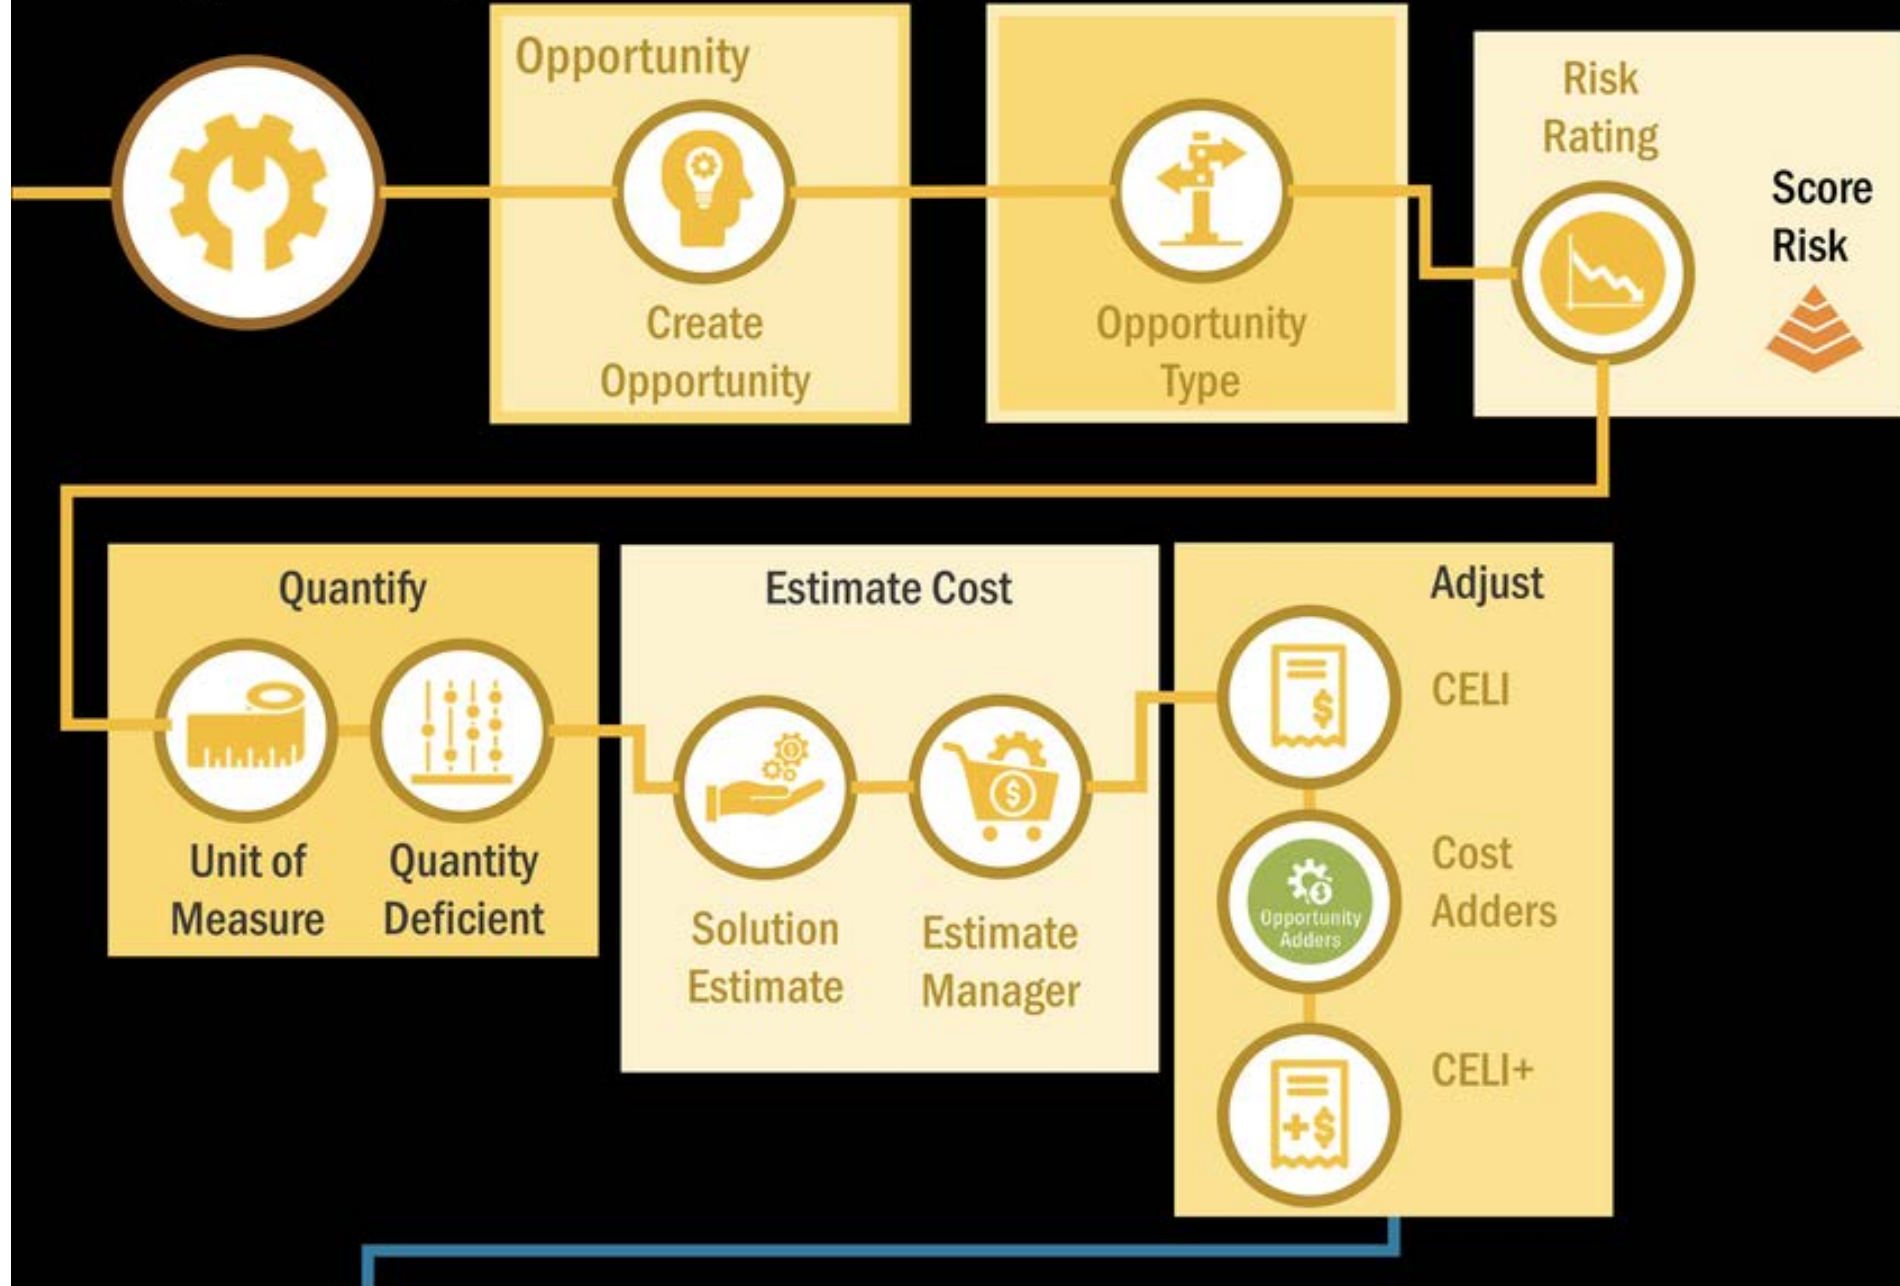 Opportunity
Create
Opportunity
Opportunity
Type
Risk
Rating
Score
Risk
Quantify
Unit of
Measure
Quantity
Deficient
Estimate Cost
Solution
Estimate
Estimate
Manager
Adjust
CELI
Cost
Adders
Opportunity
Adders
CELI+